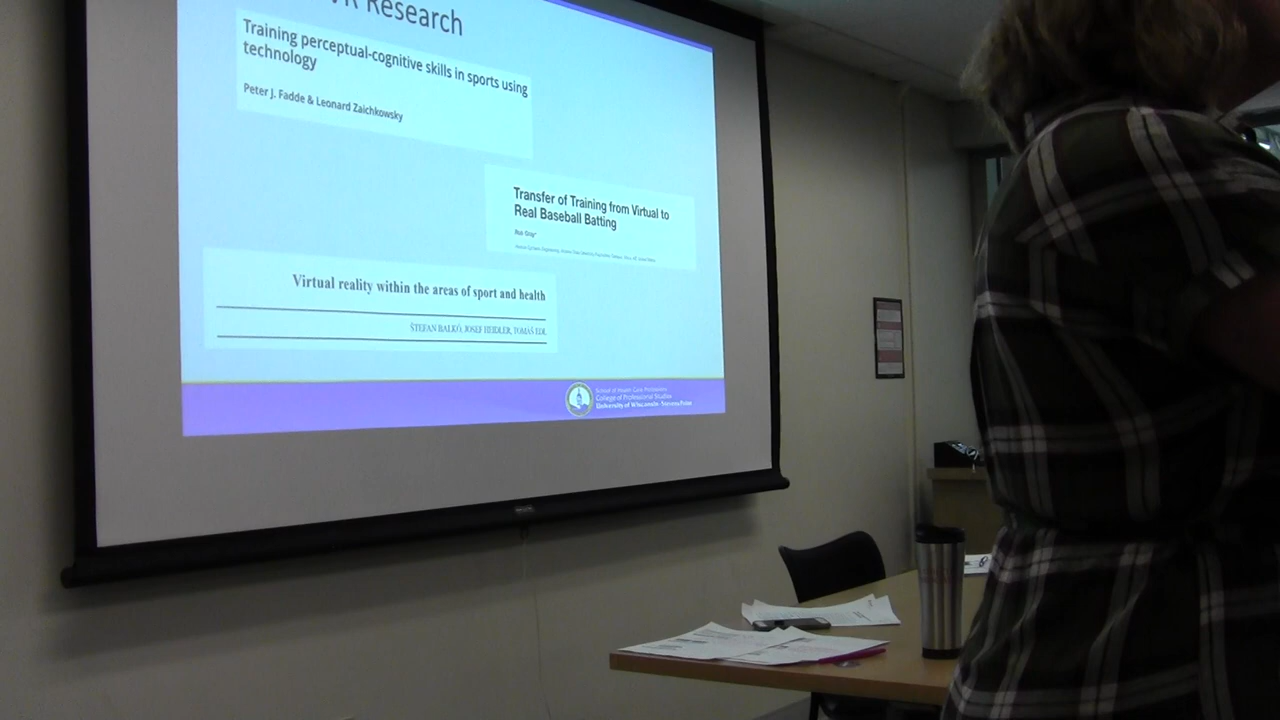 VR Research
Training perceptual-cognitive skills in sports using
technology
Peter J. Fadde & Leonard Zaichkowsky
Transfer of Training from Virtual to
Real Baseball Batting
Rob Gray*
Virtual reality within the areas of sport and health
ŠTEFAN BALKÓ, JOSEF HEIDLER, TOMÁŠ EDL
School of Health Care Professions
College of Professional Studies
University of Wisconsin - Stevens Point